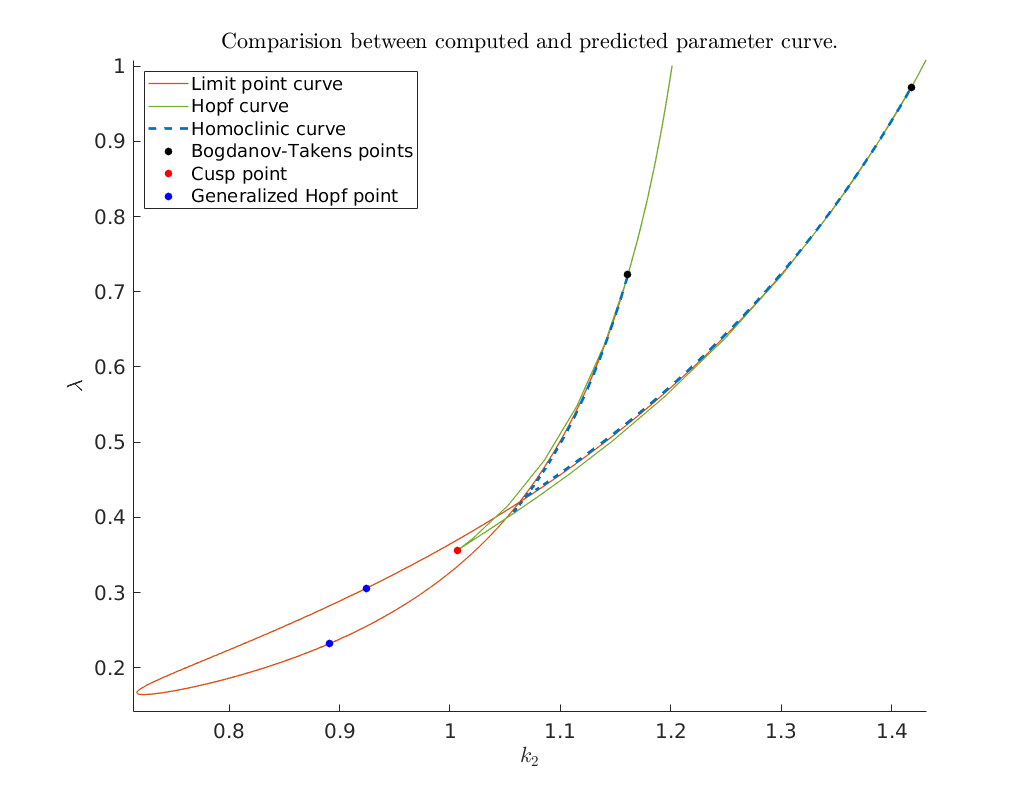 Comparision between computed and predicted parameter curve.
Limit point curve
Hopf curve
Homoclinic curve
Bogdanov-Takens points
Cusp point
Generalized Hopf point
1
0.9
0.8
0.7
0.6
0.5
0.4
0.3
0.2
λ
0.8 0.9 1 1.1 1.2 1.3 1.4
k₂